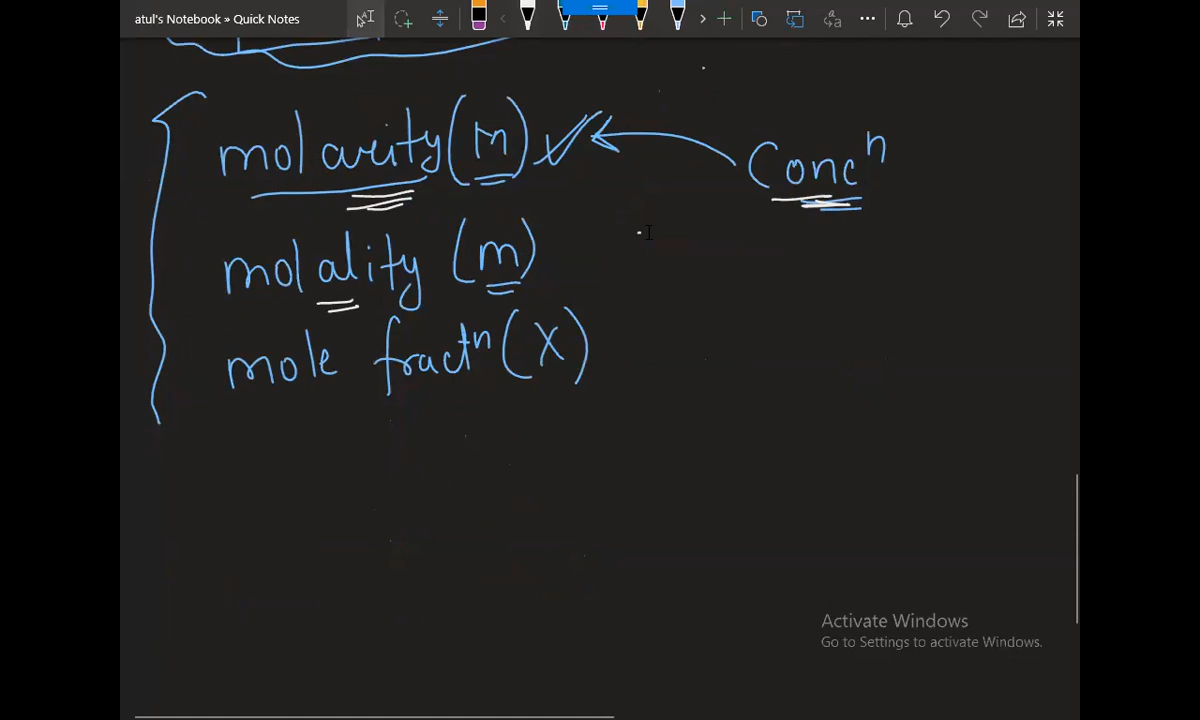 atul's Notebook » Quick Notes
molarity (M) ✓
Concⁿ
molality (m)
mole fractⁿ (X)
Activate Windows
Go to Settings to activate Windows.